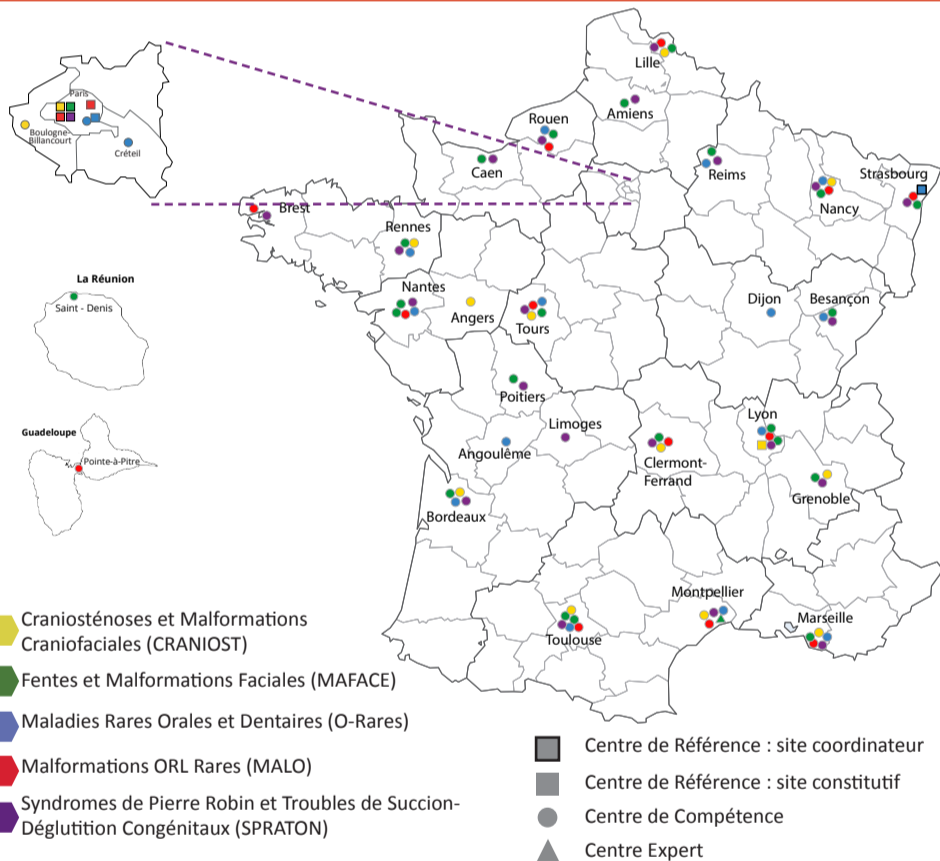 Lille
Amiens
Rouen
Caen
Reims
Strasbourg
Nancy
Paris
Boulogne-
Billancourt
Créteil
Brest
Rennes
La Réunion
Saint - Denis
Nantes
Angers
Tours
Dijon
Besançon
Poitiers
Limoges
Lyon
Guadeloupe
Pointe-à-Pitre
Angoulême
Clermont-
Ferrand
Grenoble
Bordeaux
Montpellier
Marseille
Toulouse
Craniosténoses et Malformations
Craniofaciales (CRANIOST)
Fentes et Malformations Faciales (MAFACE)
Maladies Rares Orales et Dentaires (O-Rares)
Malformations ORL Rares (MALO)
Syndromes de Pierre Robin et Troubles de Succion-
Déglutition Congénitaux (SPRATON)
Centre de Référence : site coordinateur
Centre de Référence : site constitutif
Centre de Compétence
Centre Expert